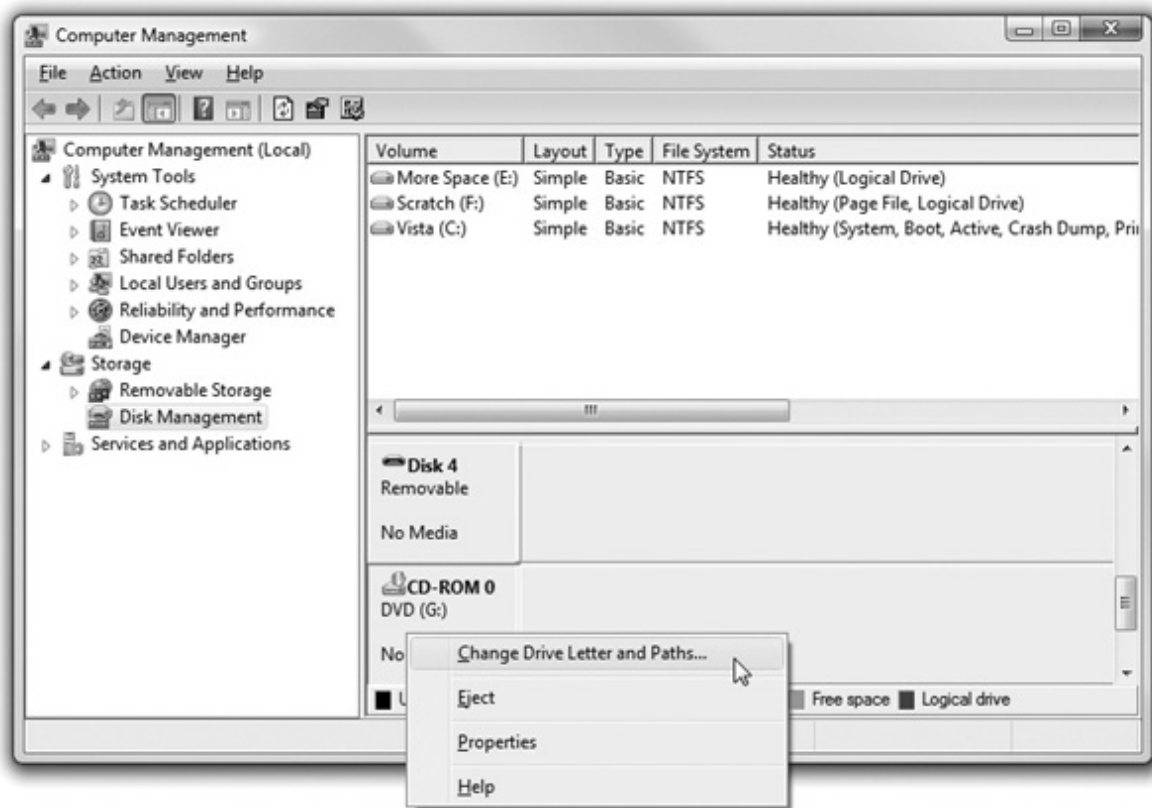 Computer Management
File Action View Help
Computer Management (Local)
System Tools
Task Scheduler
Event Viewer
Shared Folders
Local Users and Groups
Reliability and Performance
Device Manager
Storage
Removable Storage
Disk Management
Services and Applications
Volume Layout Type File System Status
More Space (E:) Simple Basic NTFS Healthy (Logical Drive)
Scratch (F:) Simple Basic NTFS Healthy (Page File, Logical Drive)
Vista (C:) Simple Basic NTFS Healthy (System, Boot, Active, Crash Dump, Pri
Disk 4
Removable
No Media
CD-ROM 0
DVD (G:)
No
Change Drive Letter and Paths...
Eject
Properties
Help
Free space Logical drive